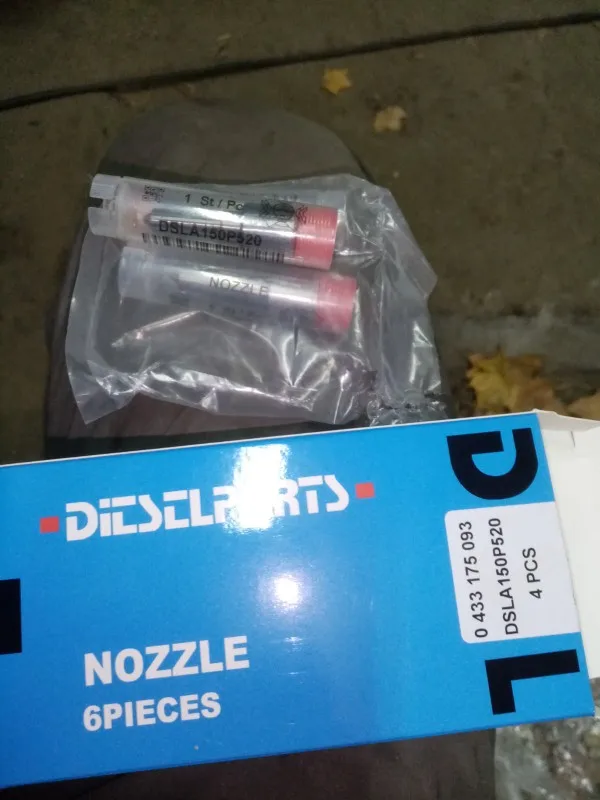 1 St / Pc
DSLA150P520
NOZZLE
DIESELPARTS
NOZZLE
6PIECES
0 433 175 093
DSLA150P520
4 PCS